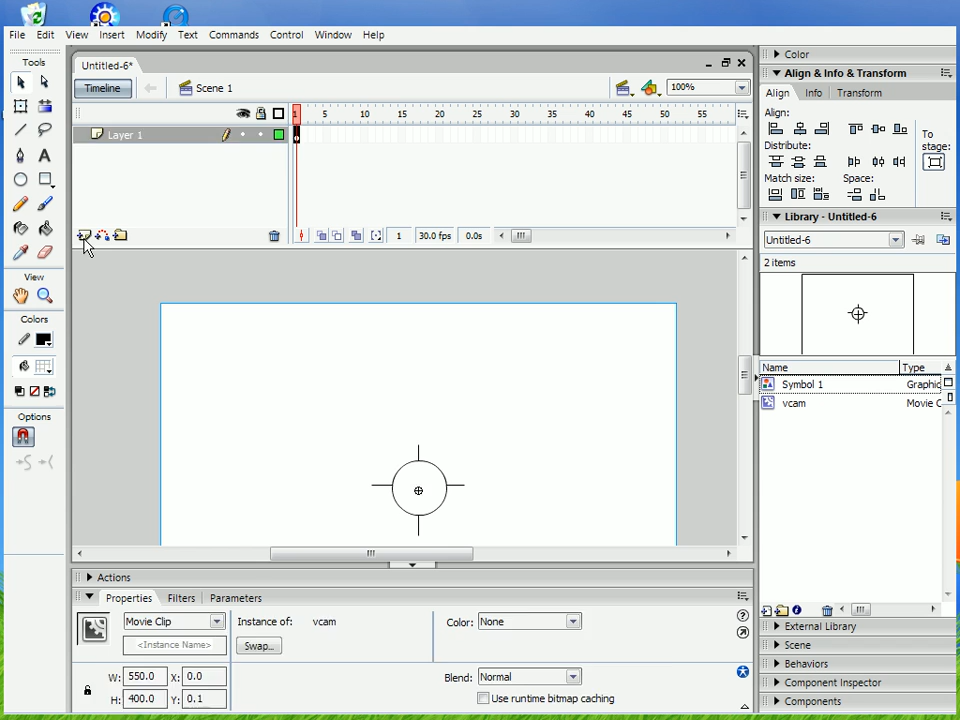 File Edit View Insert Modify Text Commands Control Window Help
Tools
View
Colors
Options
Untitled-6*
Timeline Scene 1 100%
1 5 10 15 20 25 30 35 40 45 50 55
Layer 1
1 30.0 fps 0.0s
Actions
Properties Filters Parameters
Movie Clip Instance of: vcam Color: None
<Instance Name> Swap...
W: 550.0 X: 0.0 Blend: Normal
H: 400.0 Y: 0.1 Use runtime bitmap caching
Color
Align & Info & Transform
Align Info Transform
Align:
To
stage:
Distribute:
Match size: Space:
Library - Untitled-6
Untitled-6
2 items
Name Type
Symbol 1 Graphic
vcam Movie C
External Library
Scene
Behaviors
Component Inspector
Components